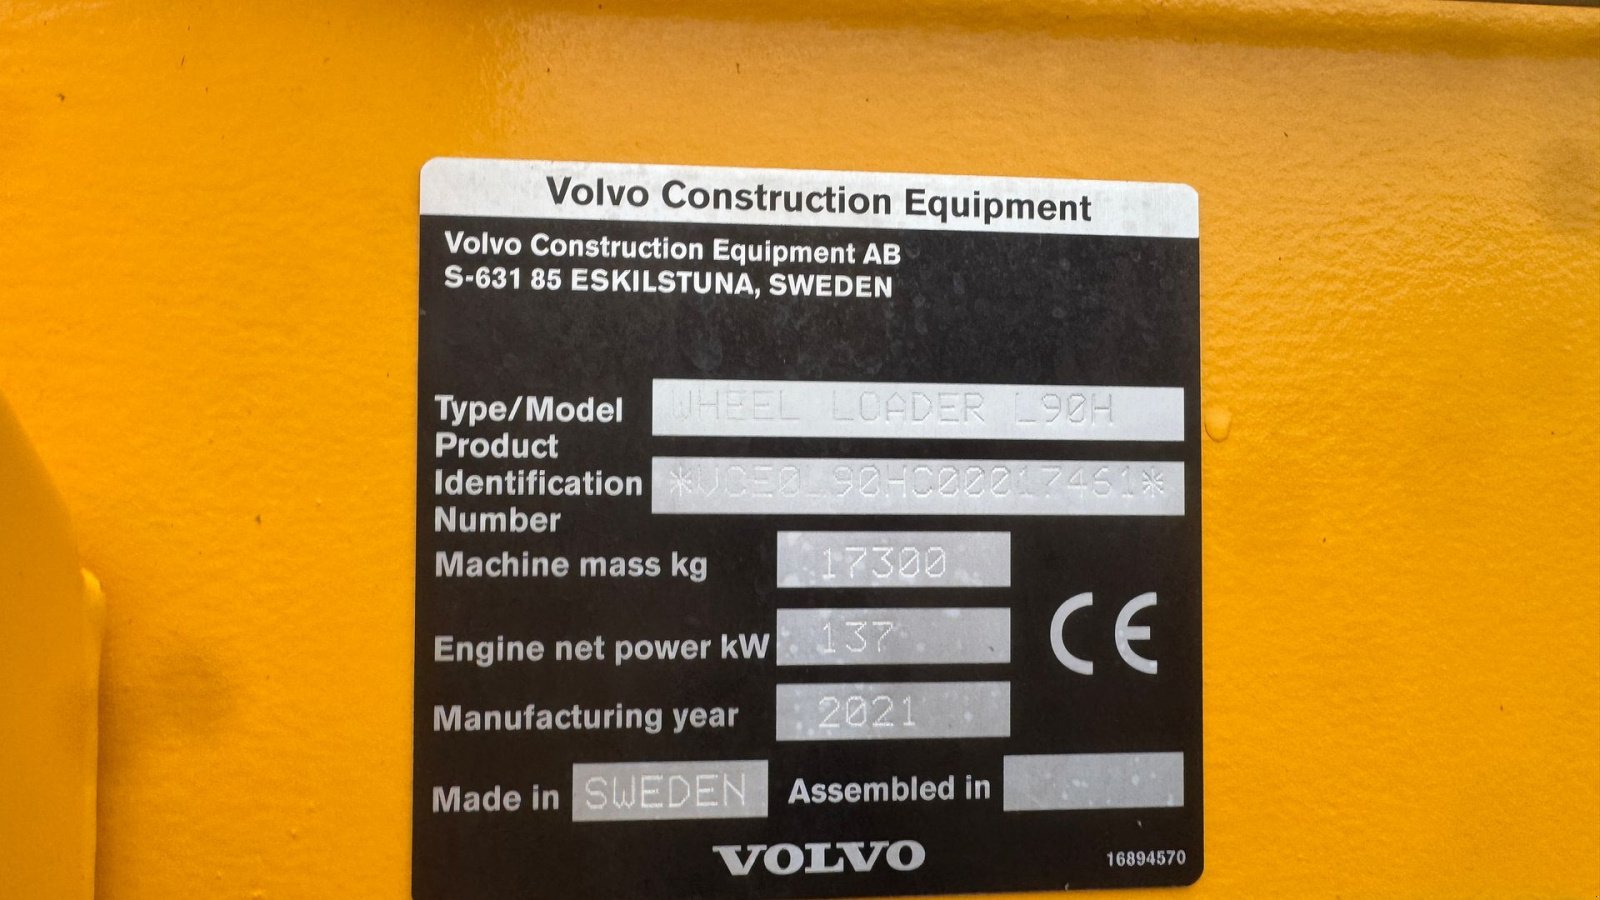 Volvo Construction Equipment
Volvo Construction Equipment AB
S-631 85 ESKILSTUNA, SWEDEN
Type/Model WHEEL LOADER L90H
Product
Identification *VCE0L90HC00017461*
Number
Machine mass kg 17300
Engine net power kW 137
Manufacturing year 2021
Made in SWEDEN Assembled in
VOLVO
16894570
CE